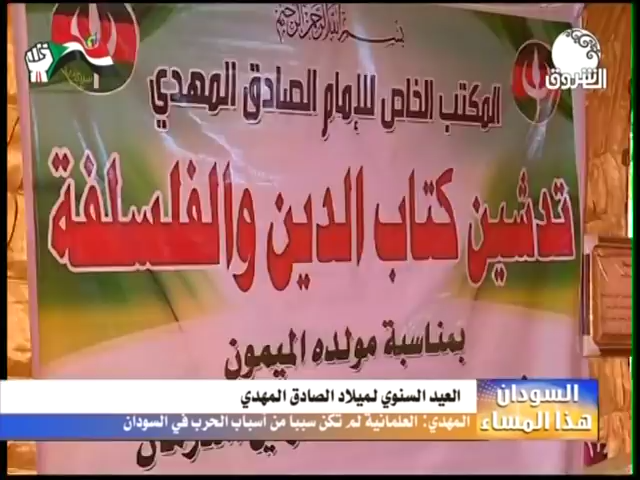 بسم الله الرحمن الرحيم
الشروق
المكتب الخاص للإمام الصادق المهدي
تدشين كتاب الدين والفلسفة
بمناسبة مولده الميمون
العيد السنوي لميلاد الصادق المهدي
السودان
هذا المساء
المهدي: العلمانية لم تكن سببا من أسباب الحرب في السودان